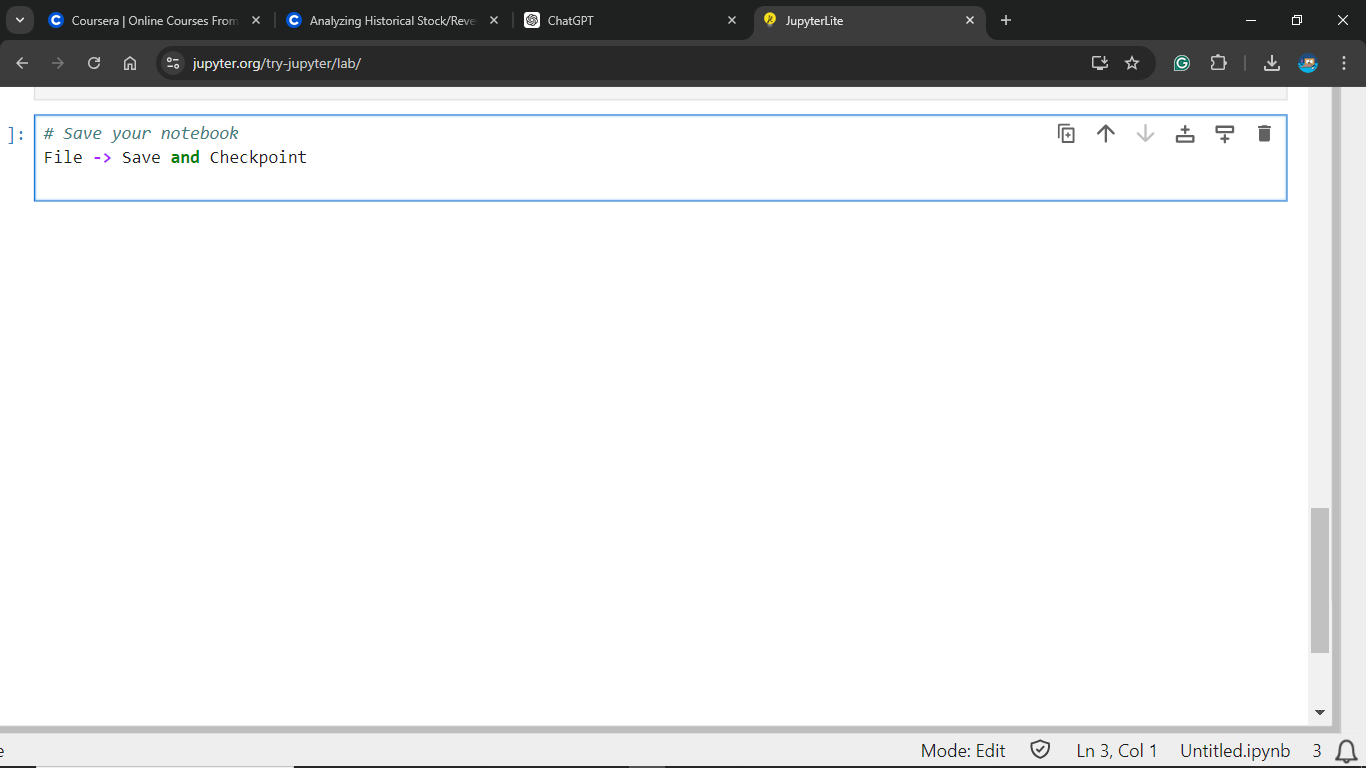 Coursera | Online Courses From
Analyzing Historical Stock/Reve
ChatGPT
JupyterLite
jupyter.org/try-jupyter/lab/
]:
# Save your notebook
File -> Save and Checkpoint
e
Mode: Edit
Ln 3, Col 1
Untitled.ipynb
3